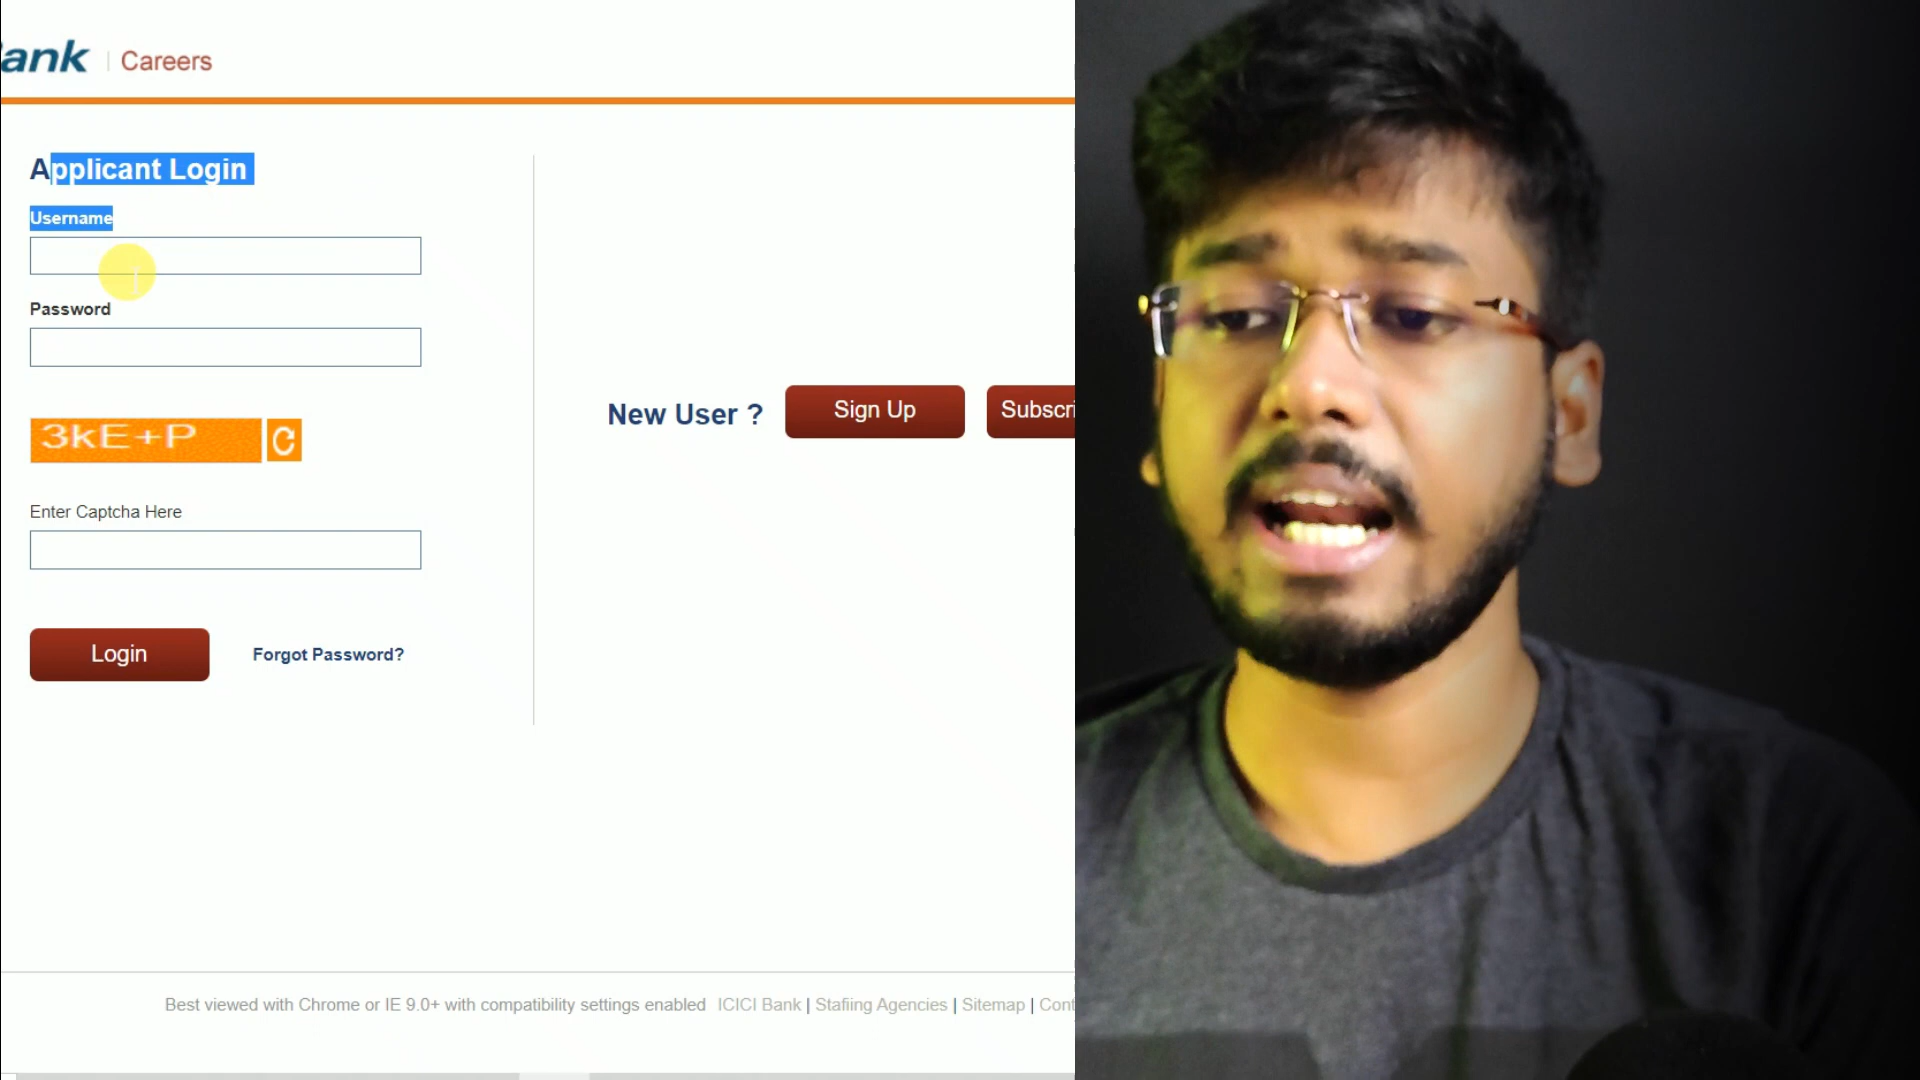 ank | Careers
Applicant Login
Username
Password
3kE+P
C
Enter Captcha Here
Login
Forgot Password?
New User ?
Sign Up
Subscri
Best viewed with Chrome or IE 9.0+ with compatibility settings enabled ICICI Bank | Stafiing Agencies | Sitemap | Cont